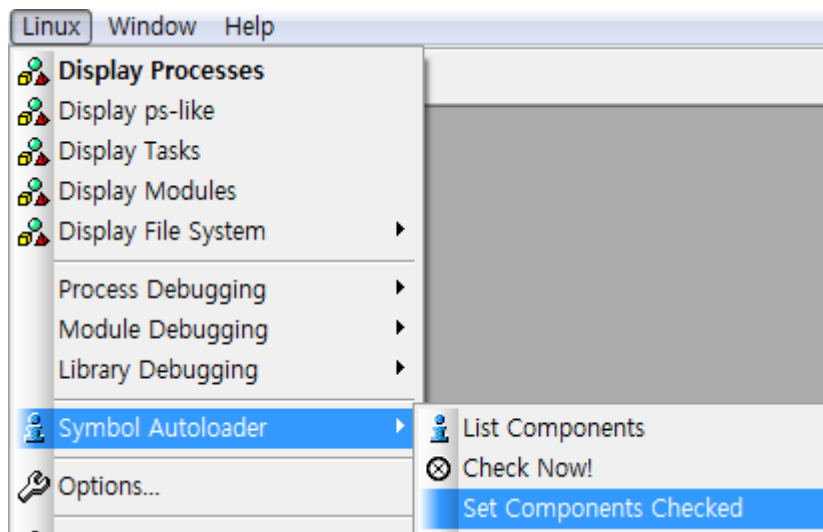 Linux Window Help
Display Processes
Display ps-like
Display Tasks
Display Modules
Display File System
Process Debugging
Module Debugging
Library Debugging
Symbol Autoloader
List Components
Check Now!
Options...
Set Components Checked